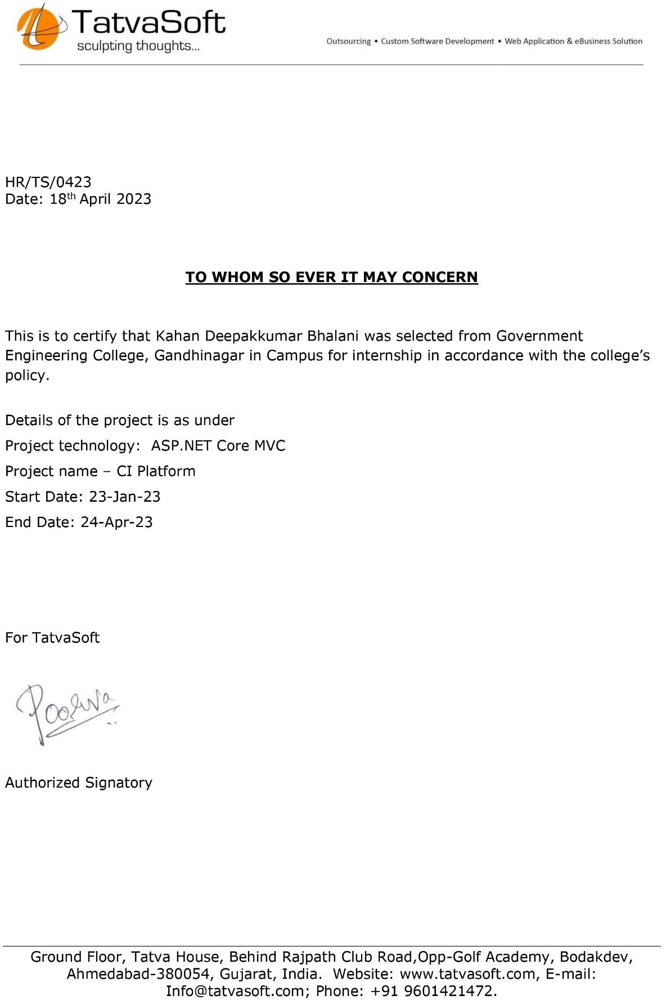 TatvaSoft
sculpting thoughts...
Outsourcing • Custom Software Development • Web Application & eBusiness Solution
HR/TS/0423
Date: 18th April 2023
TO WHOM SO EVER IT MAY CONCERN
This is to certify that Kahan Deepakkumar Bhalani was selected from Government
Engineering College, Gandhinagar in Campus for internship in accordance with the college’s
policy.
Details of the project is as under
Project technology:  ASP.NET Core MVC
Project name – CI Platform
Start Date: 23-Jan-23
End Date: 24-Apr-23
For TatvaSoft
Poorva
Authorized Signatory
Ground Floor, Tatva House, Behind Rajpath Club Road,Opp-Golf Academy, Bodakdev,
Ahmedabad-380054, Gujarat, India.  Website: www.tatvasoft.com, E-mail:
Info@tatvasoft.com; Phone: +91 9601421472.